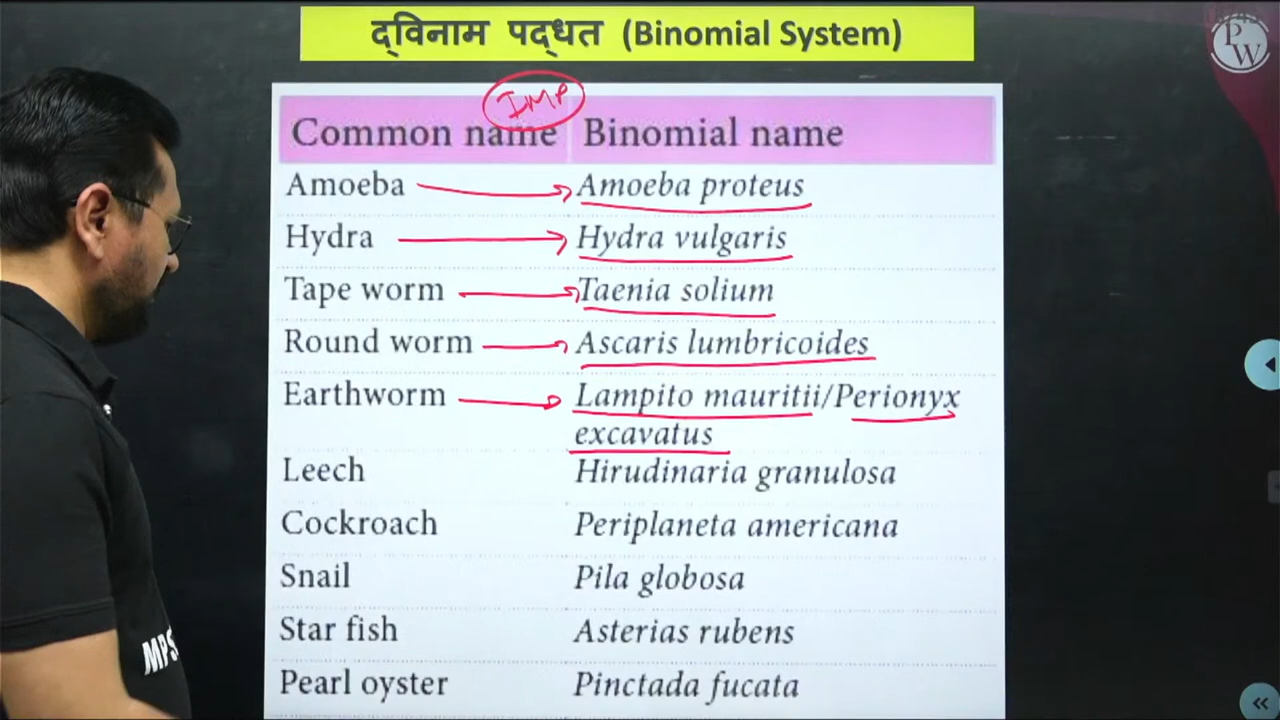 द्विनाम पद्धत (Binomial System)
PW
IMP
Common name Binomial name
Amoeba Amoeba proteus
Hydra Hydra vulgaris
Tape worm Taenia solium
Round worm Ascaris lumbricoides
Earthworm Lampito mauritii/Perionyx
excavatus
Leech Hirudinaria granulosa
Cockroach Periplaneta americana
Snail Pila globosa
Star fish Asterias rubens
Pearl oyster Pinctada fucata
MPS